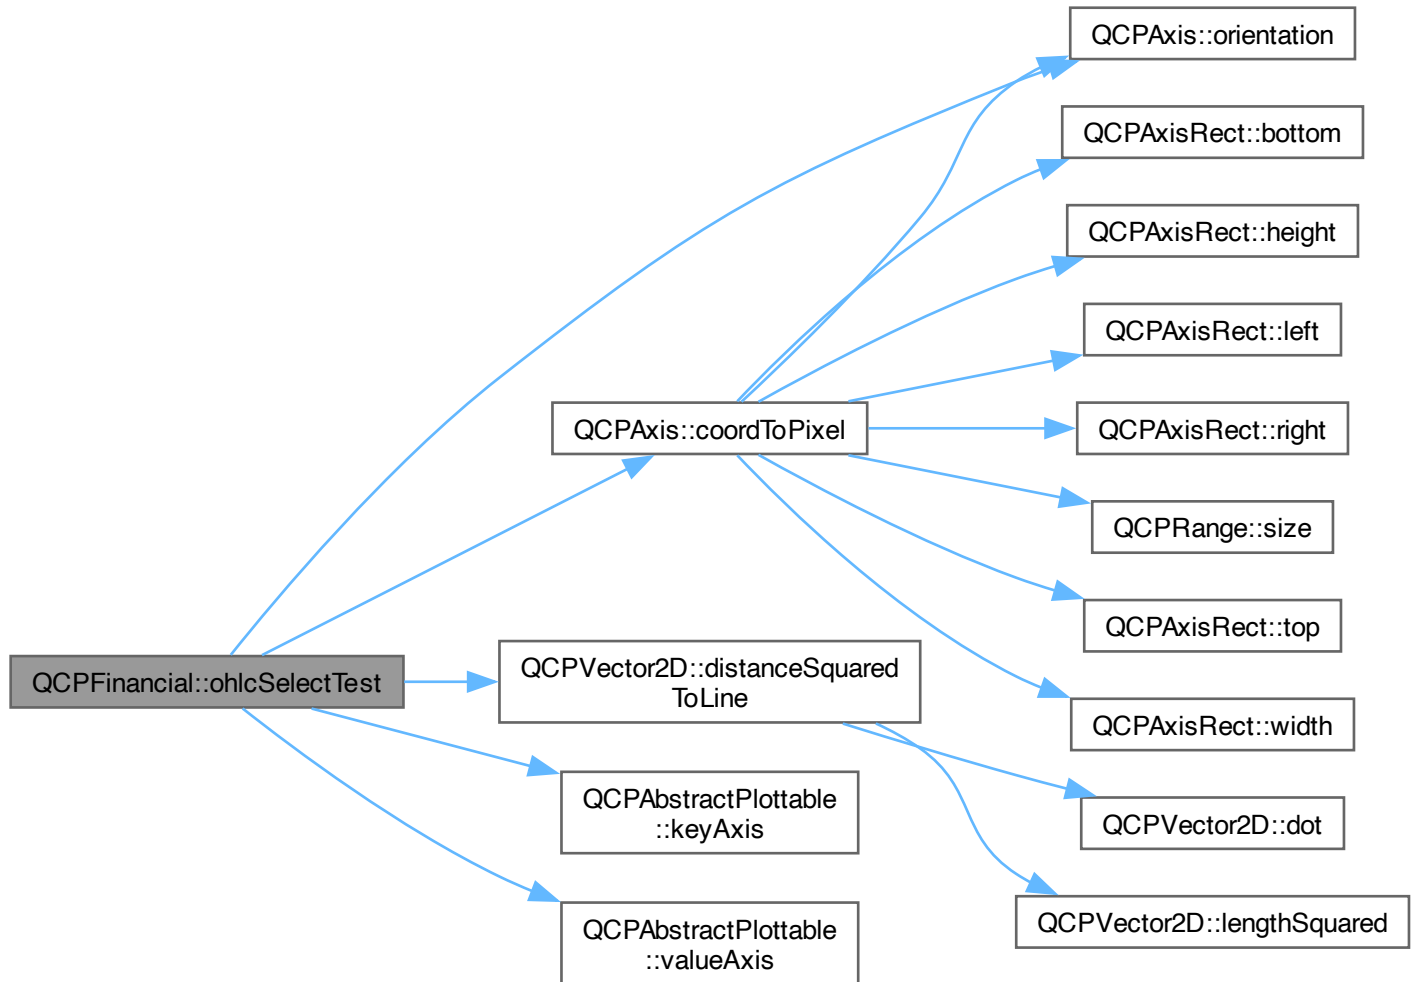 QCPAxis::orientation
QCPAxisRect::bottom
QCPAxisRect::height
QCPAxisRect::left
QCPAxis::coordToPixel
QCPAxisRect::right
QCPRange::size
QCPAxisRect::top
QCPFinancial::ohlcSelectTest
QCPVector2D::distanceSquared
ToLine
QCPAxisRect::width
QCPAbstractPlottable
::keyAxis
QCPVector2D::dot
QCPVector2D::lengthSquared
QCPAbstractPlottable
::valueAxis